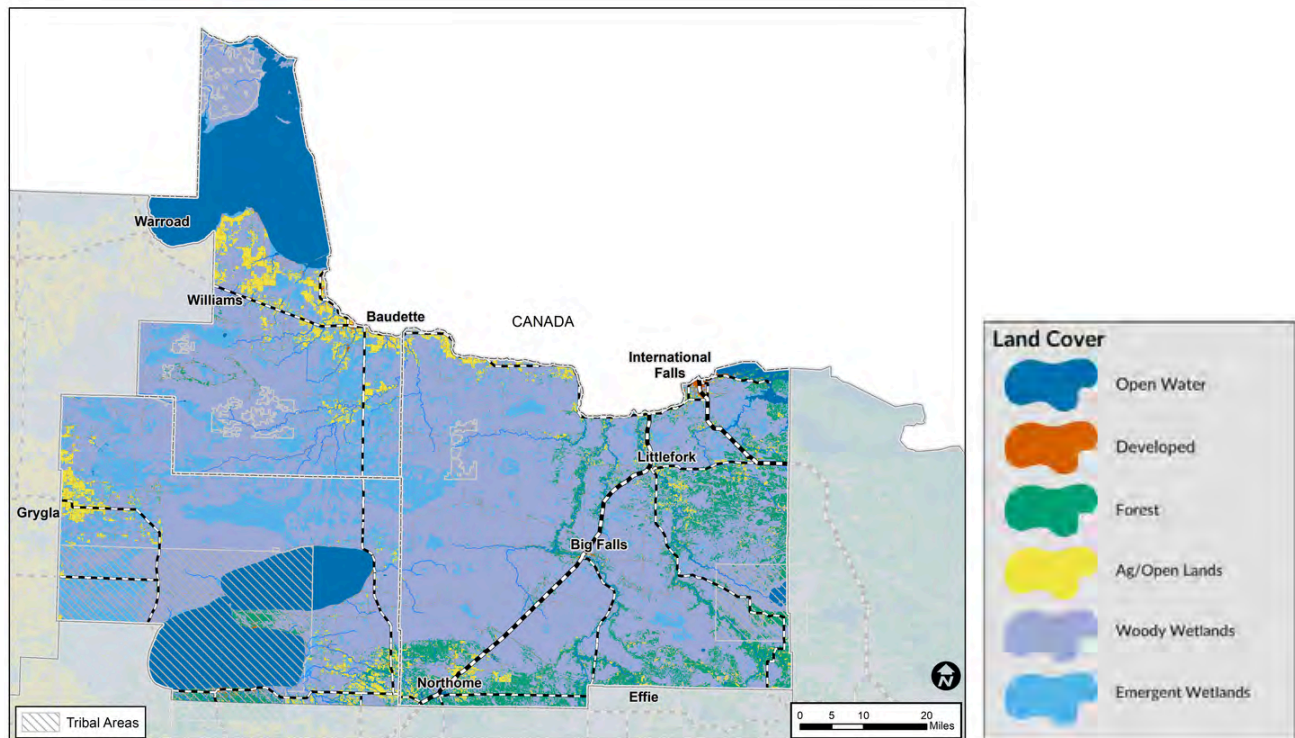 Warroad
Williams
Baudette
CANADA
International
Falls
Littlefork
Grygla
Big Falls
Northome
Effie
Tribal Areas
N
0 5 10 20
Miles
Land Cover
Open Water
Developed
Forest
Ag/Open Lands
Woody Wetlands
Emergent Wetlands